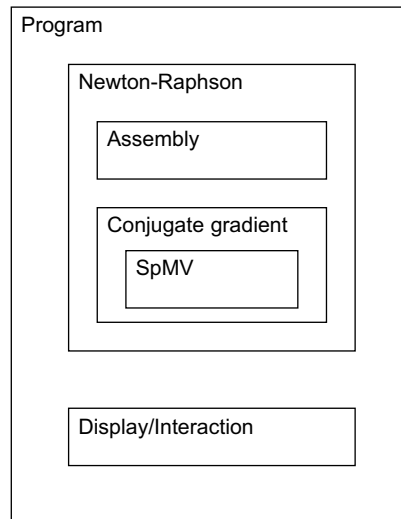 Program
Newton-Raphson
Assembly
Conjugate gradient
SpMV
Display/Interaction